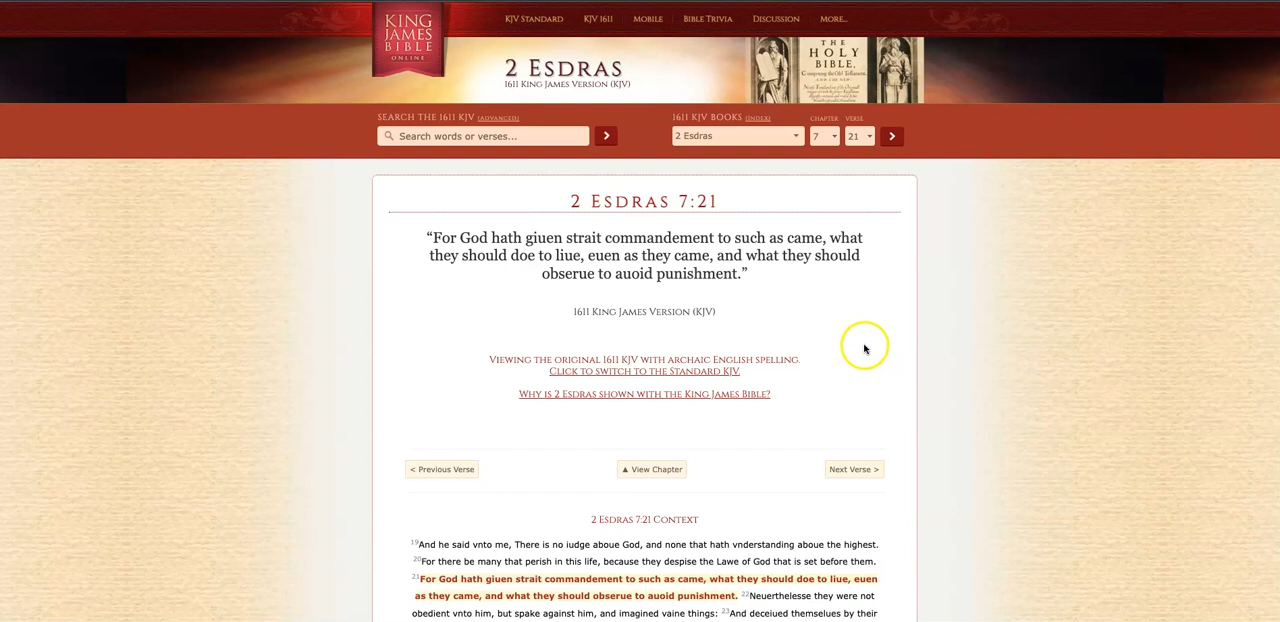 KING
JAMES
BIBLE
ONLINE
KJV STANDARD
KJV 1611
MOBILE
BIBLE TRIVIA
DISCUSSION
MORE...
2 ESDRAS
1611 KING JAMES VERSION (KJV)
THE
HOLY
BIBLE,
SEARCH THE 1611 KJV (ADVANCED)
Search words or verses...
1611 KJV BOOKS (INDEX)
CHAPTER
VERSE
2 Esdras
7
21
2 ESDRAS 7:21
“For God hath giuen strait commandement to such as came, what
they should doe to liue, euen as they came, and what they should
obserue to auoid punishment.”
1611 KING JAMES VERSION (KJV)
VIEWING THE ORIGINAL 1611 KJV WITH ARCHAIC ENGLISH SPELLING.
CLICK TO SWITCH TO THE STANDARD KJV.
WHY IS 2 ESDRAS SHOWN WITH THE KING JAMES BIBLE?
< Previous Verse
▲ View Chapter
Next Verse >
2 ESDRAS 7:21 CONTEXT
19And he said vnto me, There is no iudge aboue God, and none that hath vnderstanding aboue the highest.
20For there be many that perish in this life, because they despise the Lawe of God that is set before them.
21For God hath giuen strait commandement to such as came, what they should doe to liue, euen
as they came, and what they should obserue to auoid punishment. 22Neuerthelesse they were not
obedient vnto him, but spake against him, and imagined vaine things: 23And deceiued themselues by their